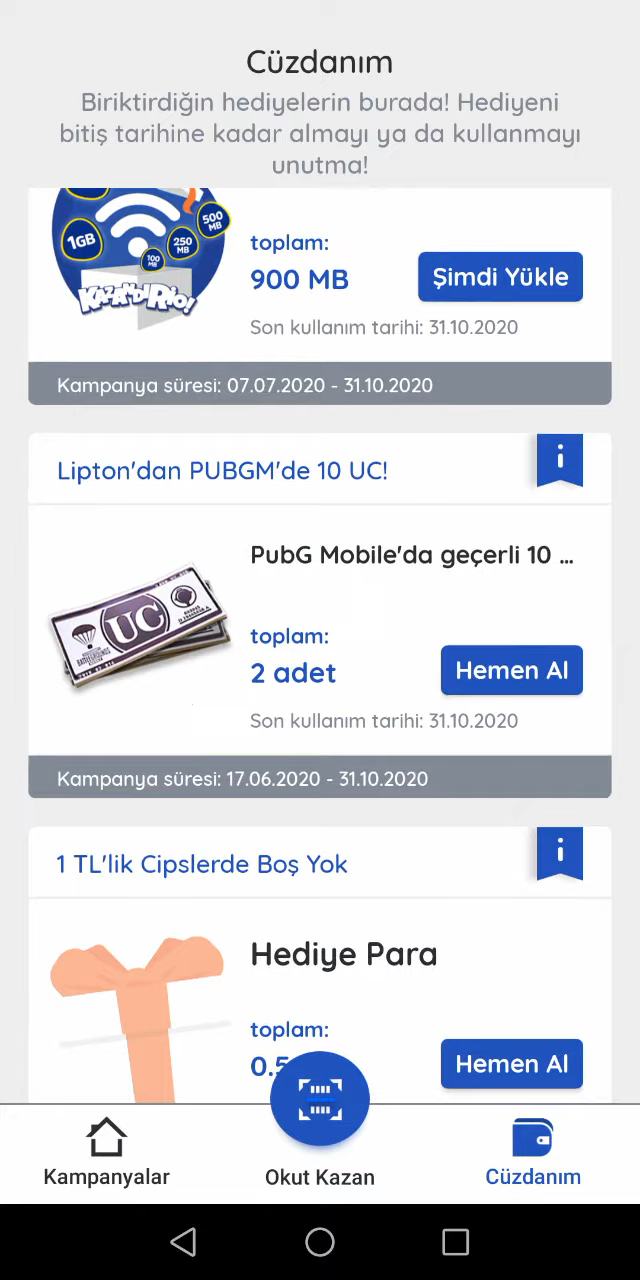 Cüzdanım
Biriktirdiğin hediyelerin burada! Hediyeni
bitiş tarihine kadar almayı ya da kullanmayı
unutma!
1GB
500
MB
250
MB
100
MB
KAZANDIRIO!
toplam:
900 MB
Şimdi Yükle
Son kullanım tarihi: 31.10.2020
Kampanya süresi: 07.07.2020 - 31.10.2020
Lipton'dan PUBGM'de 10 UC!
i
UC
PubG Mobile'da geçerli 10 ...
toplam:
2 adet
Hemen Al
Son kullanım tarihi: 31.10.2020
Kampanya süresi: 17.06.2020 - 31.10.2020
1 TL'lik Cipslerde Boş Yok
i
Hediye Para
toplam:
0.5
Hemen Al
Kampanyalar
Okut Kazan
Cüzdanım